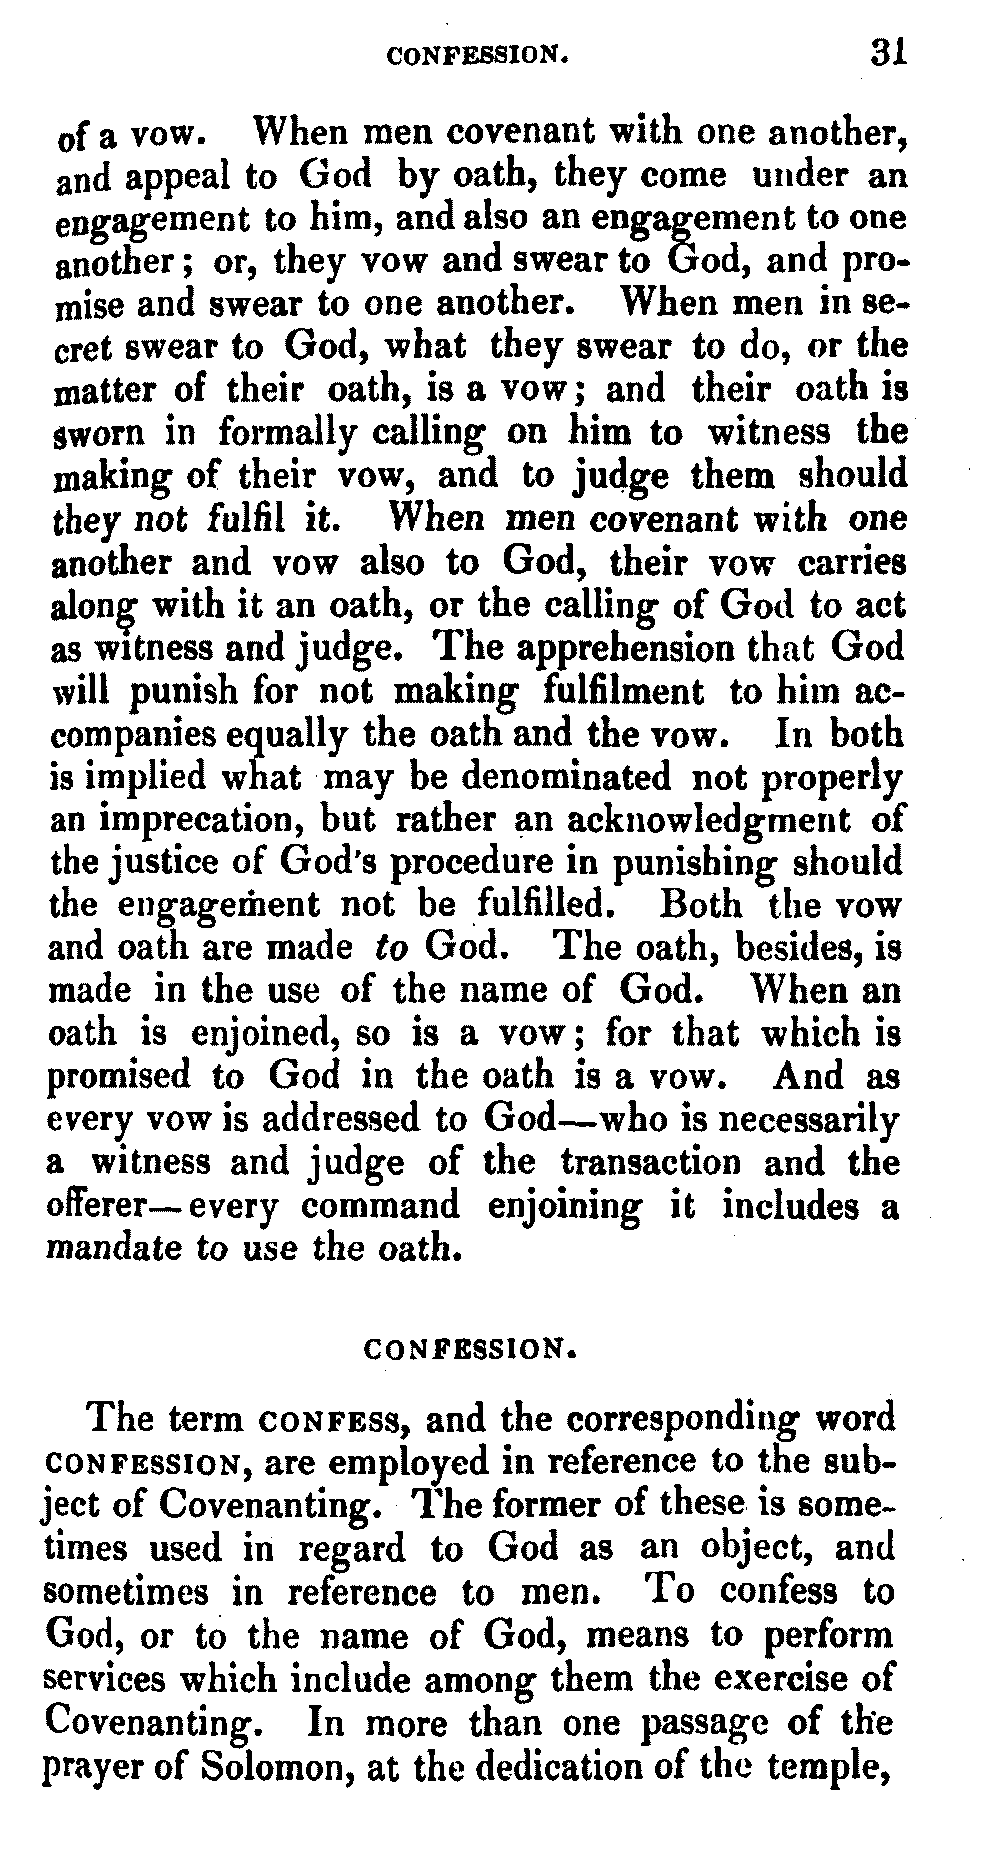 CONFESSION. 31
of a vow. When men covenant with one another,
and appeal to God by oath, they come under an
engagement to him, and also an engagement to one
another; or, they vow and swear to God, and pro-
mise and swear to one another. When men in se-
cret swear to God, what they swear to do, or the
matter of their oath, is a vow; and their oath is
sworn in formally calling on him to witness the
making of their vow, and to judge them should
they not fulfil it. When men covenant with one
another and vow also to God, their vow carries
along with it an oath, or the calling of God to act
as witness and judge. The apprehension that God
will punish for not making fulfilment to him ac-
companies equally the oath and the vow. In both
is implied what may be denominated not properly
an imprecation, but rather an acknowledgment of
the justice of God's procedure in punishing should
the engagement not be fulfilled. Both the vow
and oath are made to God. The oath, besides, is
made in the use of the name of God. When an
oath is enjoined, so is a vow; for that which is
promised to God in the oath is a vow. And as
every vow is addressed to God—who is necessarily
a witness and judge of the transaction and the
offerer—every command enjoining it includes a
mandate to use the oath.
CONFESSION.
The term CONFESS, and the corresponding word
CONFESSION, are employed in reference to the sub-
ject of Covenanting. The former of these is some-
times used in regard to God as an object, and
sometimes in reference to men. To confess to
God, or to the name of God, means to perform
services which include among them the exercise of
Covenanting. In more than one passage of the
prayer of Solomon, at the dedication of the temple,